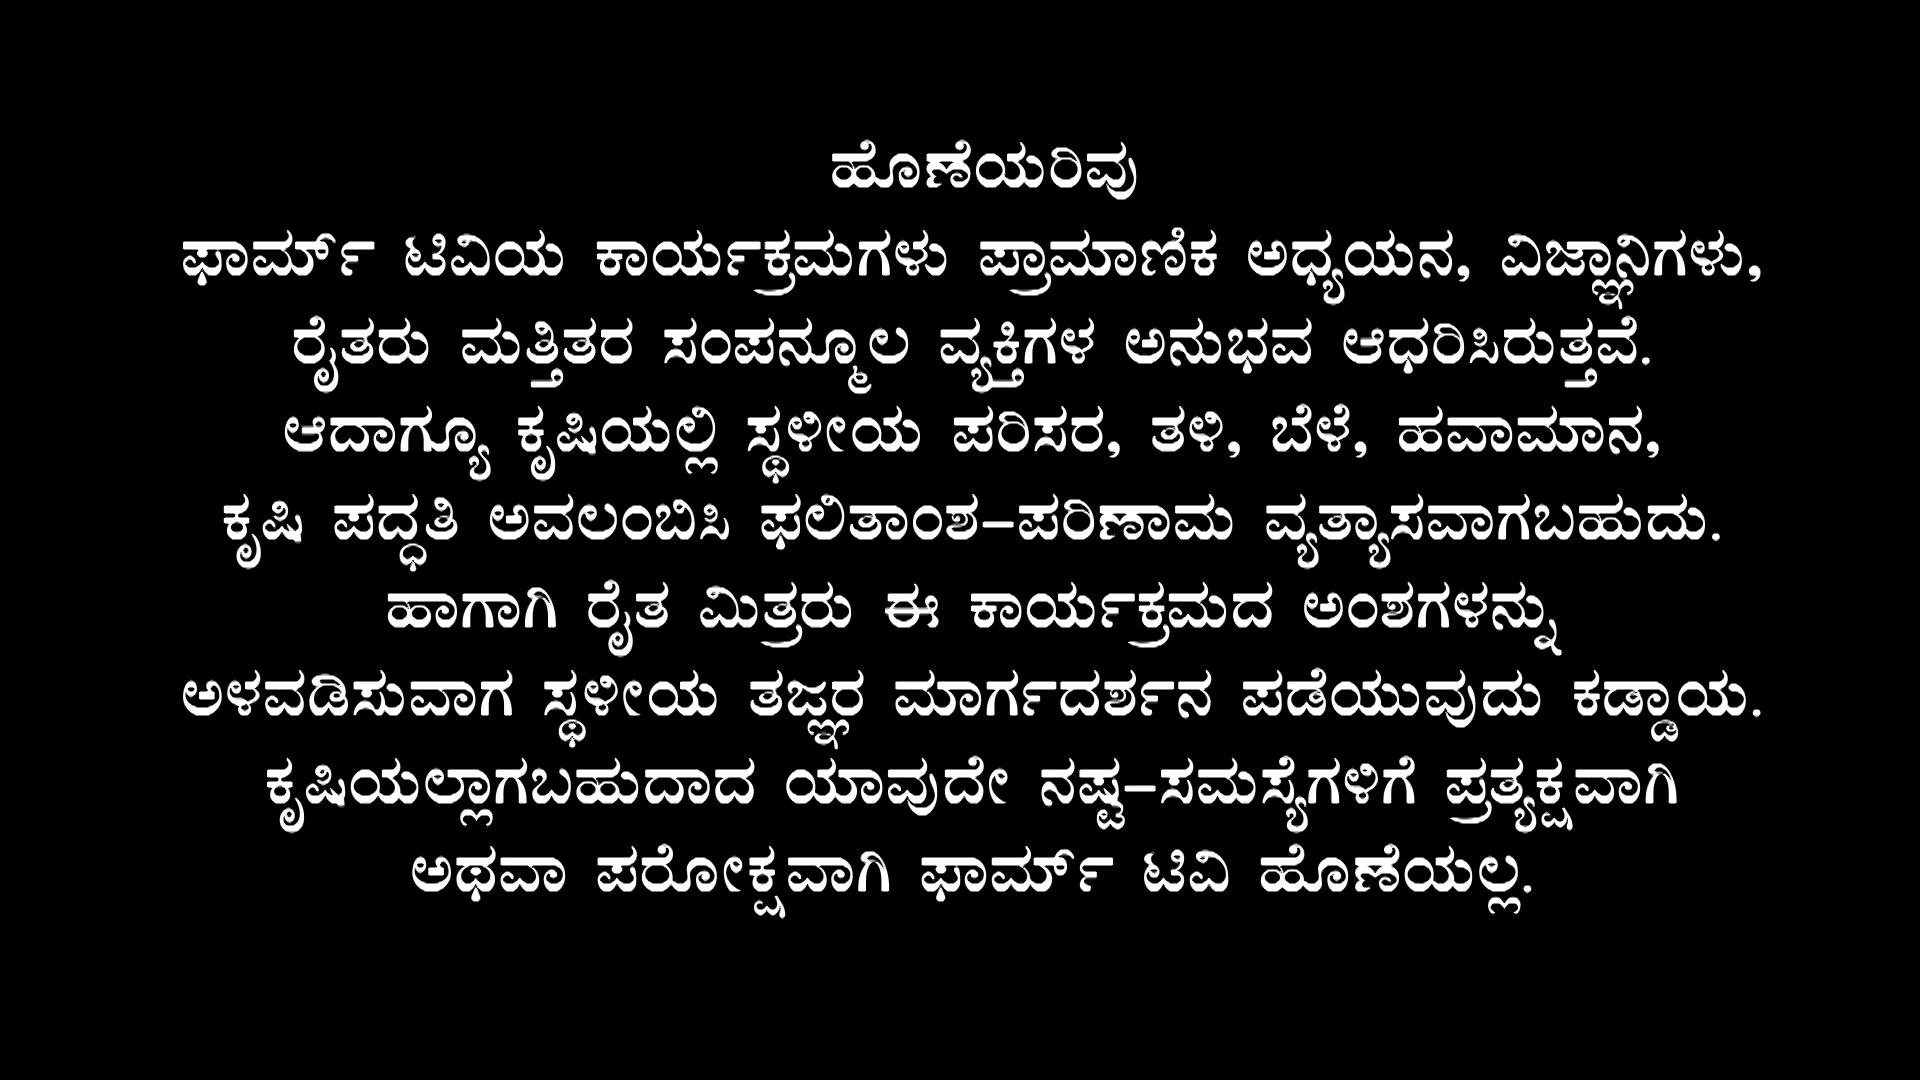 ಹೊಣೆಯರಿವು
ಫಾರ್ಮ್ ಟಿವಿಯ ಕಾರ್ಯಕ್ರಮಗಳು ಪ್ರಾಮಾಣಿಕ ಅಧ್ಯಯನ, ವಿಜ್ಞಾನಿಗಳು,
ರೈತರು ಮತ್ತಿತರ ಸಂಪನ್ಮೂಲ ವ್ಯಕ್ತಿಗಳ ಅನುಭವ ಆಧರಿಸಿರುತ್ತವೆ.
ಆದಾಗ್ಯೂ ಕೃಷಿಯಲ್ಲಿ ಸ್ಥಳೀಯ ಪರಿಸರ, ತಳಿ, ಬೆಳೆ, ಹವಾಮಾನ,
ಕೃಷಿ ಪದ್ಧತಿ ಅವಲಂಬಿಸಿ ಫಲಿತಾಂಶ-ಪರಿಣಾಮ ವ್ಯತ್ಯಾಸವಾಗಬಹುದು.
ಹಾಗಾಗಿ ರೈತ ಮಿತ್ರರು ಈ ಕಾರ್ಯಕ್ರಮದ ಅಂಶಗಳನ್ನು
ಅಳವಡಿಸುವಾಗ ಸ್ಥಳೀಯ ತಜ್ಞರ ಮಾರ್ಗದರ್ಶನ ಪಡೆಯುವುದು ಕಡ್ಡಾಯ.
ಕೃಷಿಯಲ್ಲಾಗಬಹುದಾದ ಯಾವುದೇ ನಷ್ಟ-ಸಮಸ್ಯೆಗಳಿಗೆ ಪ್ರತ್ಯಕ್ಷವಾಗಿ
ಅಥವಾ ಪರೋಕ್ಷವಾಗಿ ಫಾರ್ಮ್ ಟಿವಿ ಹೊಣೆಯಲ್ಲ.